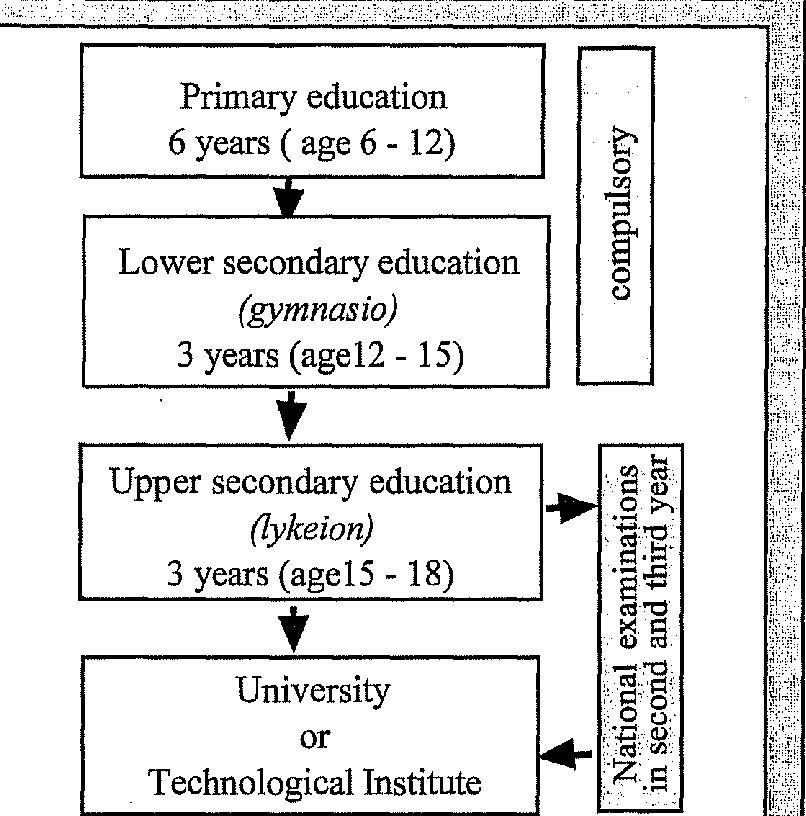 Primary education
6 years ( age 6 - 12)
compulsory
Lower secondary education
(gymnasio)
3 years (age12 - 15)
Upper secondary education
(lykeion)
3 years (age15 - 18)
National examinations
in second and third year
University
or
Technological Institute